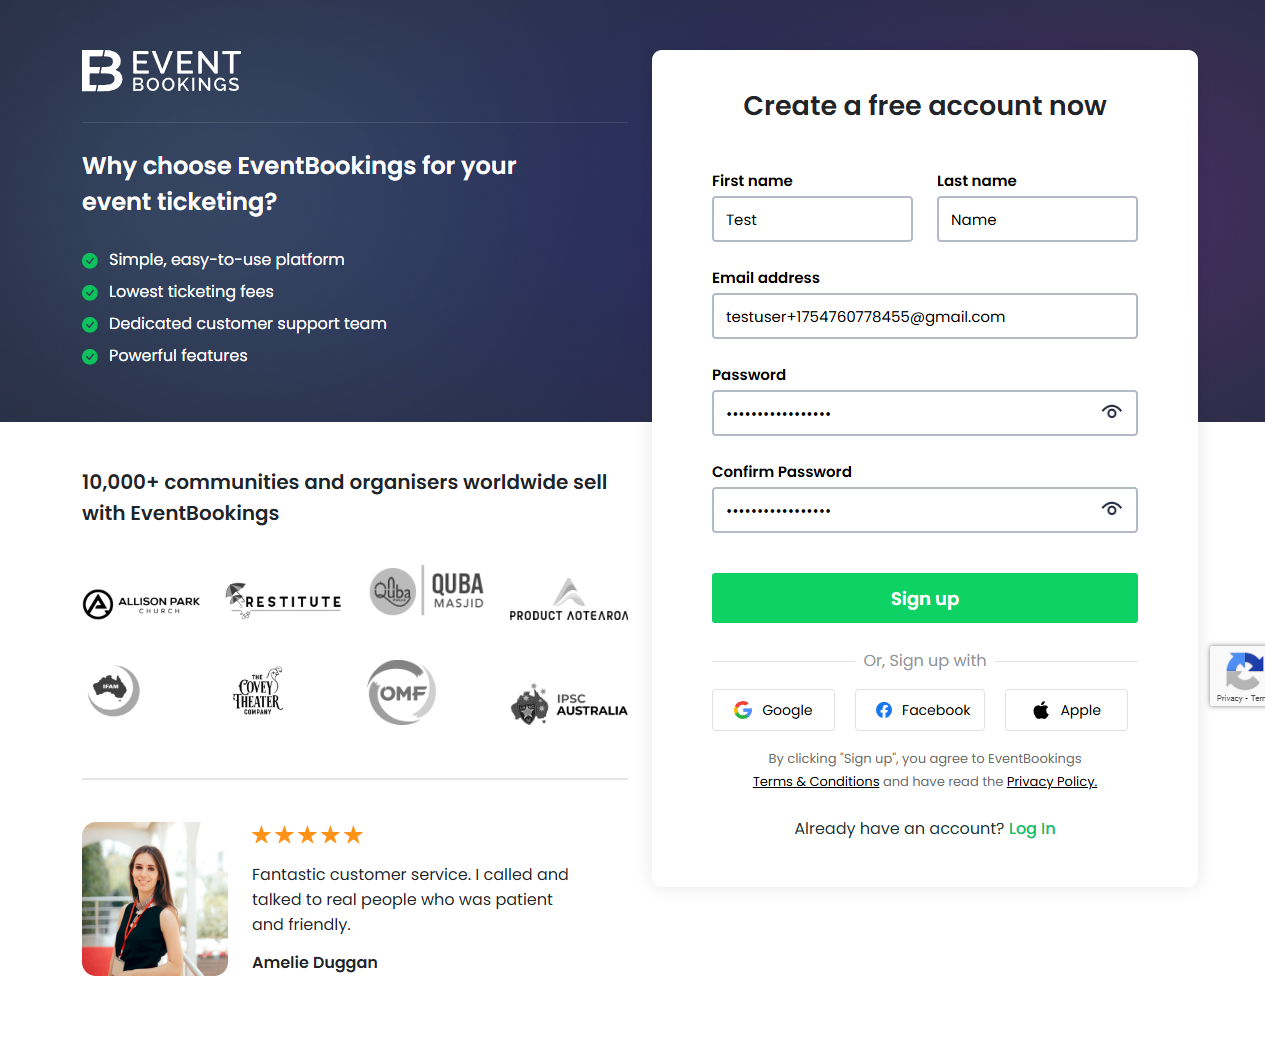 EVENT
BOOKINGS
Why choose EventBookings for your
event ticketing?
Simple, easy-to-use platform
Lowest ticketing fees
Dedicated customer support team
Powerful features
10,000+ communities and organisers worldwide sell
with EventBookings
ALLISON PARK
CHURCH
RESTITUTE
Quba
QUBA
MASJID
PRODUCT AOTEAROA
IFAM
THE
COVEY
THEATER
COMPANY
OMF
IPSC
AUSTRALIA
Fantastic customer service. I called and
talked to real people who was patient
and friendly.
Amelie Duggan
Create a free account now
First name
Last name
Test
Name
Email address
testuser+1754760778455@gmail.com
Password
•••••••••••••••••
Confirm Password
•••••••••••••••••
Sign up
Or, Sign up with
Google
Facebook
Apple
By clicking "Sign up", you agree to EventBookings
Terms & Conditions and have read the Privacy Policy.
Already have an account? Log In
Privacy - Terr